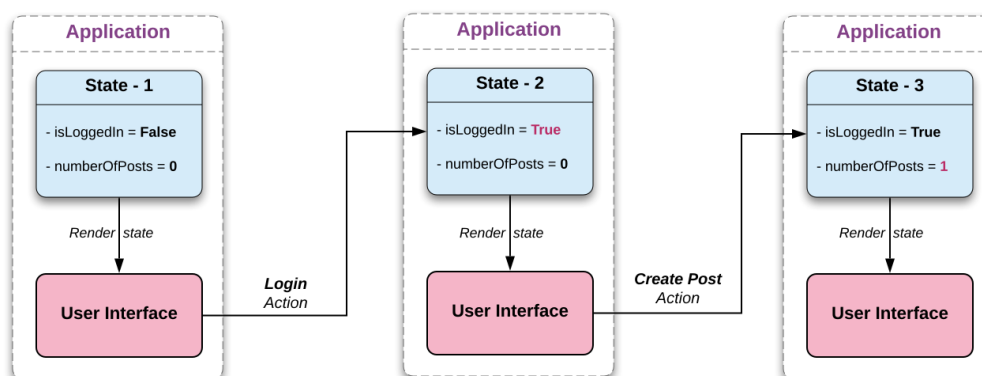 Application
State - 1
- isLoggedIn = False
- numberOfPosts = 0
Render state
User Interface
Login
Action
Application
State - 2
- isLoggedIn = True
- numberOfPosts = 0
Render state
User Interface
Create Post
Action
Application
State - 3
- isLoggedIn = True
- numberOfPosts = 1
Render state
User Interface